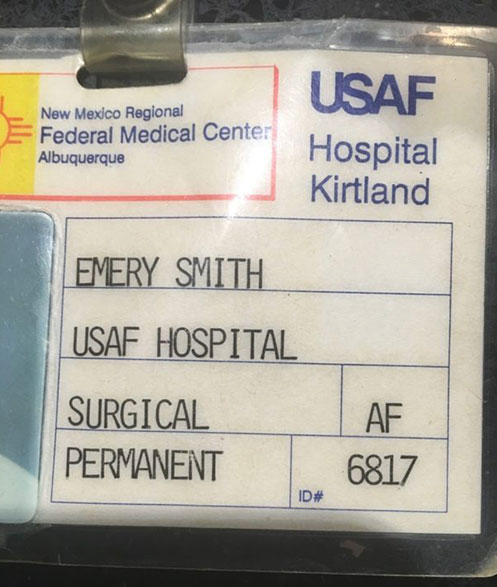 New Mexico Regional
Federal Medical Center
Albuquerque
USAF
Hospital
Kirtland
EMERY SMITH
USAF HOSPITAL
SURGICAL AF
PERMANENT ID# 6817